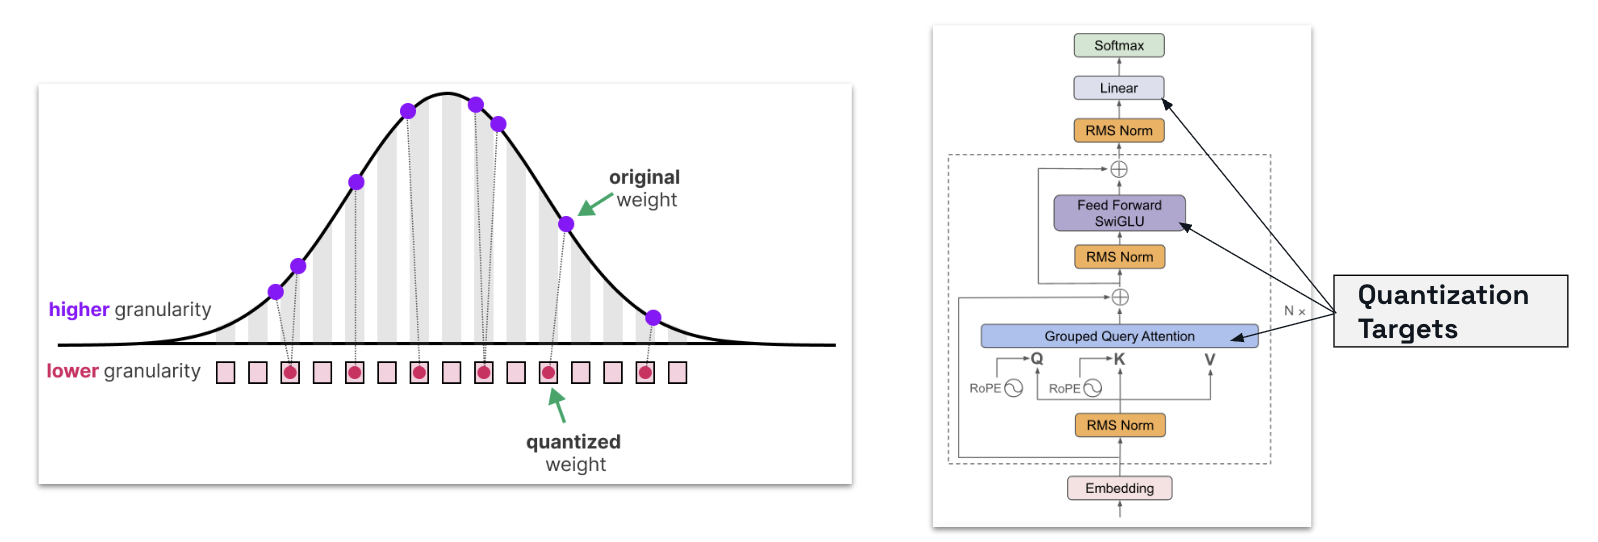 original
weight
higher granularity
lower granularity
quantized
weight
Softmax
Linear
RMS Norm
Feed Forward
SwiGLU
RMS Norm
N ×
Grouped Query Attention
Q K V
RoPE RoPE
RMS Norm
Embedding
Quantization
Targets